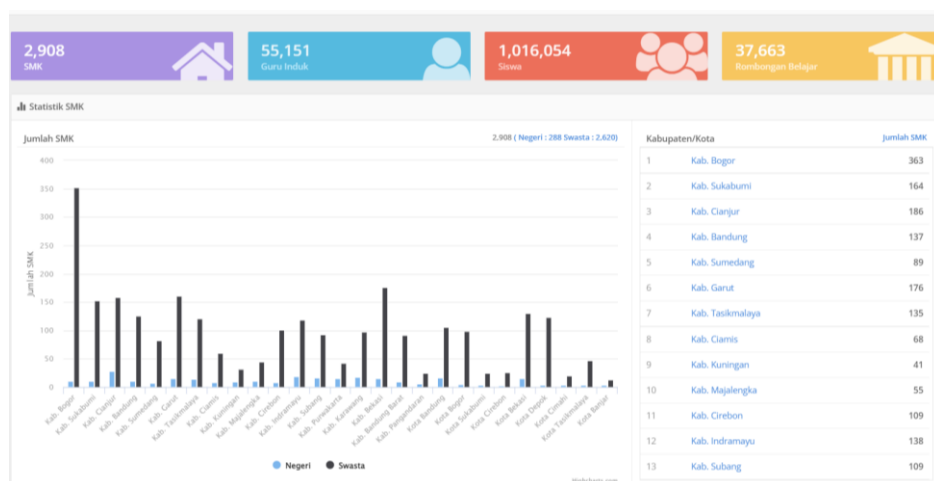 2,908
SMK
55,151
Guru Induk
1,016,054
Siswa
37,663
Rombongan Belajar
Statistik SMK
Jumlah SMK
2,908 ( Negeri : 288 Swasta : 2,620)
400
350
300
250
200
150
100
50
0
Jumlah SMK
Kab. Bogor
Kab. Sukabumi
Kab. Cianjur
Kab. Bandung
Kab. Sumedang
Kab. Garut
Kab. Tasikmalaya
Kab. Ciamis
Kab. Kuningan
Kab. Majalengka
Kab. Cirebon
Kab. Indramayu
Kab. Subang
Kab. Purwakarta
Kab. Karawang
Kab. Bekasi
Kab. Bandung Barat
Kab. Pangandaran
Kota Bandung
Kota Bogor
Kota Sukabumi
Kota Cirebon
Kota Bekasi
Kota Depok
Kota Cimahi
Kota Tasikmalaya
Kota Banjar
Negeri Swasta
Kabupaten/Kota Jumlah SMK
1 Kab. Bogor 363
2 Kab. Sukabumi 164
3 Kab. Cianjur 186
4 Kab. Bandung 137
5 Kab. Sumedang 89
6 Kab. Garut 176
7 Kab. Tasikmalaya 135
8 Kab. Ciamis 68
9 Kab. Kuningan 41
10 Kab. Majalengka 55
11 Kab. Cirebon 109
12 Kab. Indramayu 138
13 Kab. Subang 109